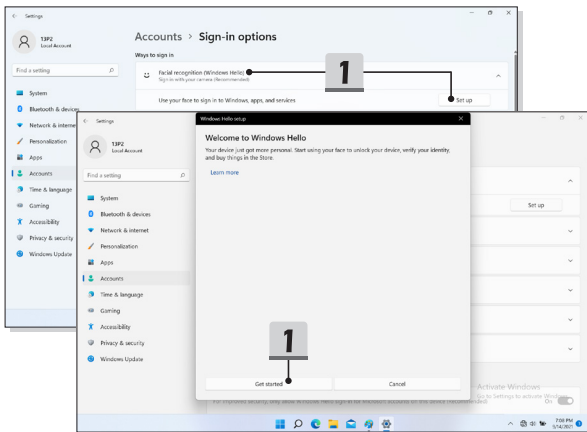 Settings
13P2
Local Account
Find a setting
System
Bluetooth & devices
Network & interne
Personalization
Apps
Accounts
Time & language
Gaming
Accessibility
Privacy & security
Windows Update
Accounts > Sign-in options
Ways to sign in
Facial recognition (Windows Hello)
Sign in with your camera (Recommended)
1
Use your face to sign in to Windows, apps, and services
Set up
Settings
13P2
Local Account
Find a setting
System
Bluetooth & devices
Network & internet
Personalization
Apps
Accounts
Time & language
Gaming
Accessibility
Privacy & security
Windows Update
Windows Hello setup
Welcome to Windows Hello
Your device just got more personal. Start using your face to unlock your device, verify your identity,
and buy things in the Store.
Learn more
1
Get started
Cancel
Set up
Activate Windows
Go to Settings to activate Windows
On
7:08 PM
9/14/2021